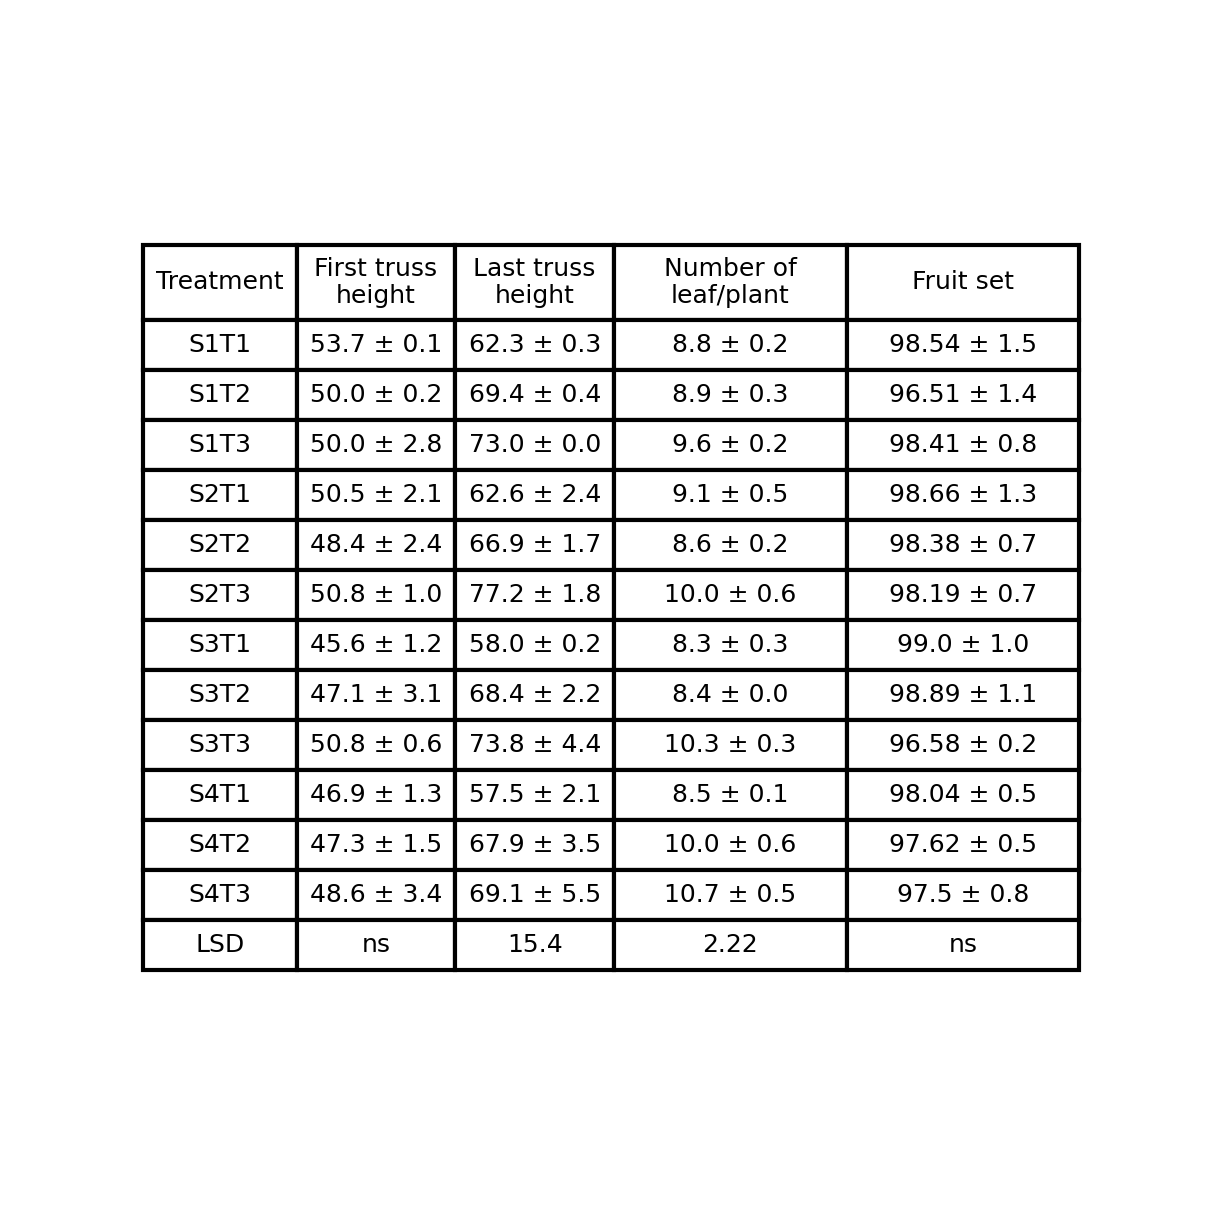 Treatment First truss height Last truss height Number of leaf/plant Fruit set
S1T1 53.7 ± 0.1 62.3 ± 0.3 8.8 ± 0.2 98.54 ± 1.5
S1T2 50.0 ± 0.2 69.4 ± 0.4 8.9 ± 0.3 96.51 ± 1.4
S1T3 50.0 ± 2.8 73.0 ± 0.0 9.6 ± 0.2 98.41 ± 0.8
S2T1 50.5 ± 2.1 62.6 ± 2.4 9.1 ± 0.5 98.66 ± 1.3
S2T2 48.4 ± 2.4 66.9 ± 1.7 8.6 ± 0.2 98.38 ± 0.7
S2T3 50.8 ± 1.0 77.2 ± 1.8 10.0 ± 0.6 98.19 ± 0.7
S3T1 45.6 ± 1.2 58.0 ± 0.2 8.3 ± 0.3 99.0 ± 1.0
S3T2 47.1 ± 3.1 68.4 ± 2.2 8.4 ± 0.0 98.89 ± 1.1
S3T3 50.8 ± 0.6 73.8 ± 4.4 10.3 ± 0.3 96.58 ± 0.2
S4T1 46.9 ± 1.3 57.5 ± 2.1 8.5 ± 0.1 98.04 ± 0.5
S4T2 47.3 ± 1.5 67.9 ± 3.5 10.0 ± 0.6 97.62 ± 0.5
S4T3 48.6 ± 3.4 69.1 ± 5.5 10.7 ± 0.5 97.5 ± 0.8
LSD ns 15.4 2.22 ns